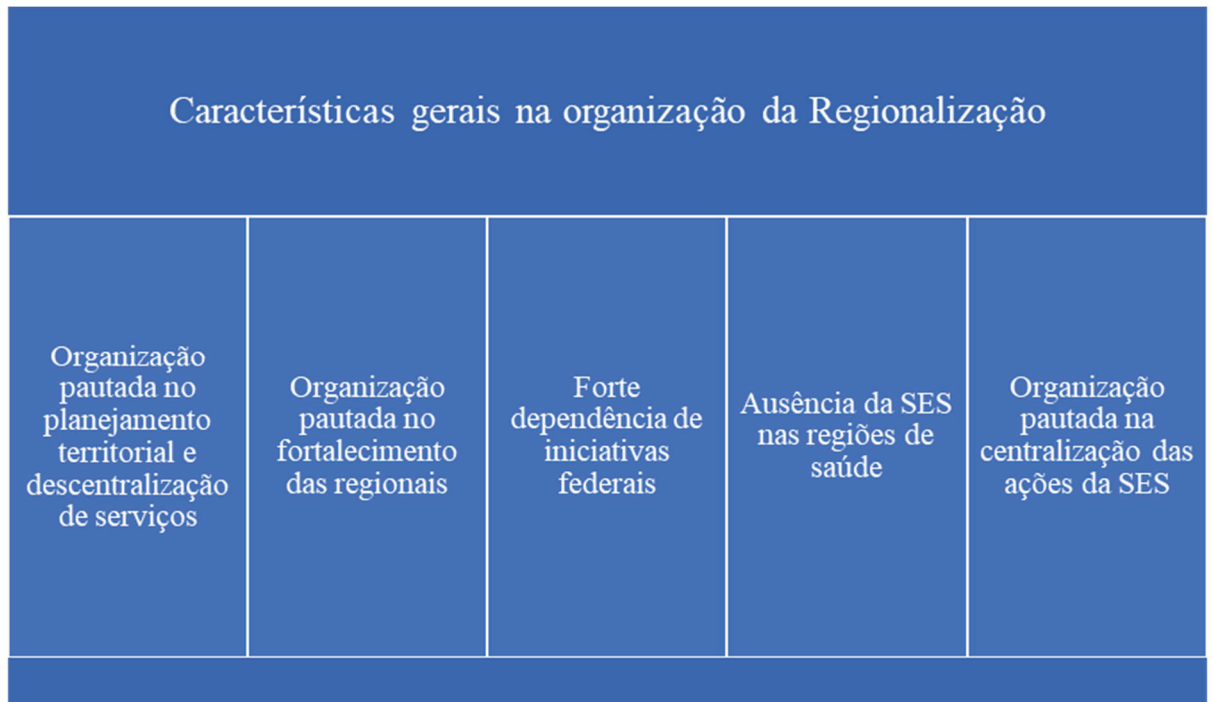 Características gerais na organização da Regionalização
Organização
pautada no
planejamento
territorial e
descentralização
de serviços
Organização
pautada no
fortalecimento
das regionais
Forte
dependência de
iniciativas
federais
Ausência da SES
nas regiões de
saúde
Organização
pautada na
centralização das
ações da SES